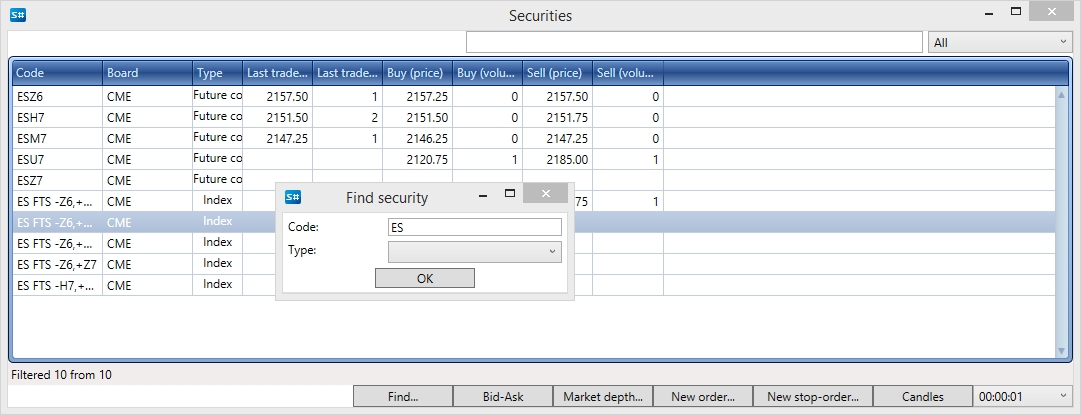 S# Securities
All
Code Board Type Last trade... Last trade... Buy (price) Buy (volu... Sell (price) Sell (volu...
ESZ6 CME Future co 2157.50 1 2157.25 0 2157.50 0
ESH7 CME Future co 2151.50 2 2151.25 0 2151.75 0
ESM7 CME Future co 2147.25 1 2146.25 0 2147.25 0
ESU7 CME Future co 2120.75 1 2185.00 1
ESZ7 CME Future co
ES FTS -Z6,+... CME Index 75 1
ES FTS -Z6,+... CME Index
ES FTS -Z6,+... CME Index
ES FTS -Z6,+Z7 CME Index
ES FTS -H7,+... CME Index
S# Find security
Code: ES
Type:
OK
Filtered 10 from 10
Find... Bid-Ask Market depth... New order... New stop-order... Candles 00:00:01